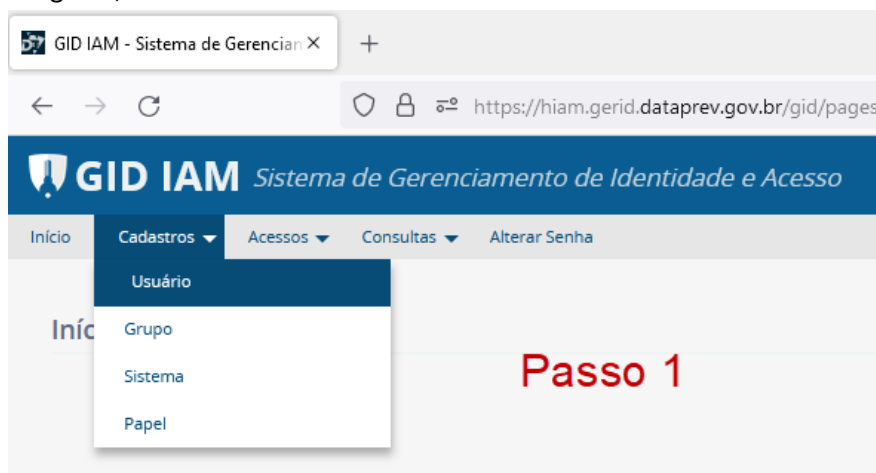 GID IAM - Sistema de Gerencian
https://hiam.gerid.dataprev.gov.br/gid/pages
GID IAM Sistema de Gerenciamento de Identidade e Acesso
Início Cadastros Acessos Consultas Alterar Senha
Usuário
Iníc
Grupo
Passo 1
Sistema
Papel